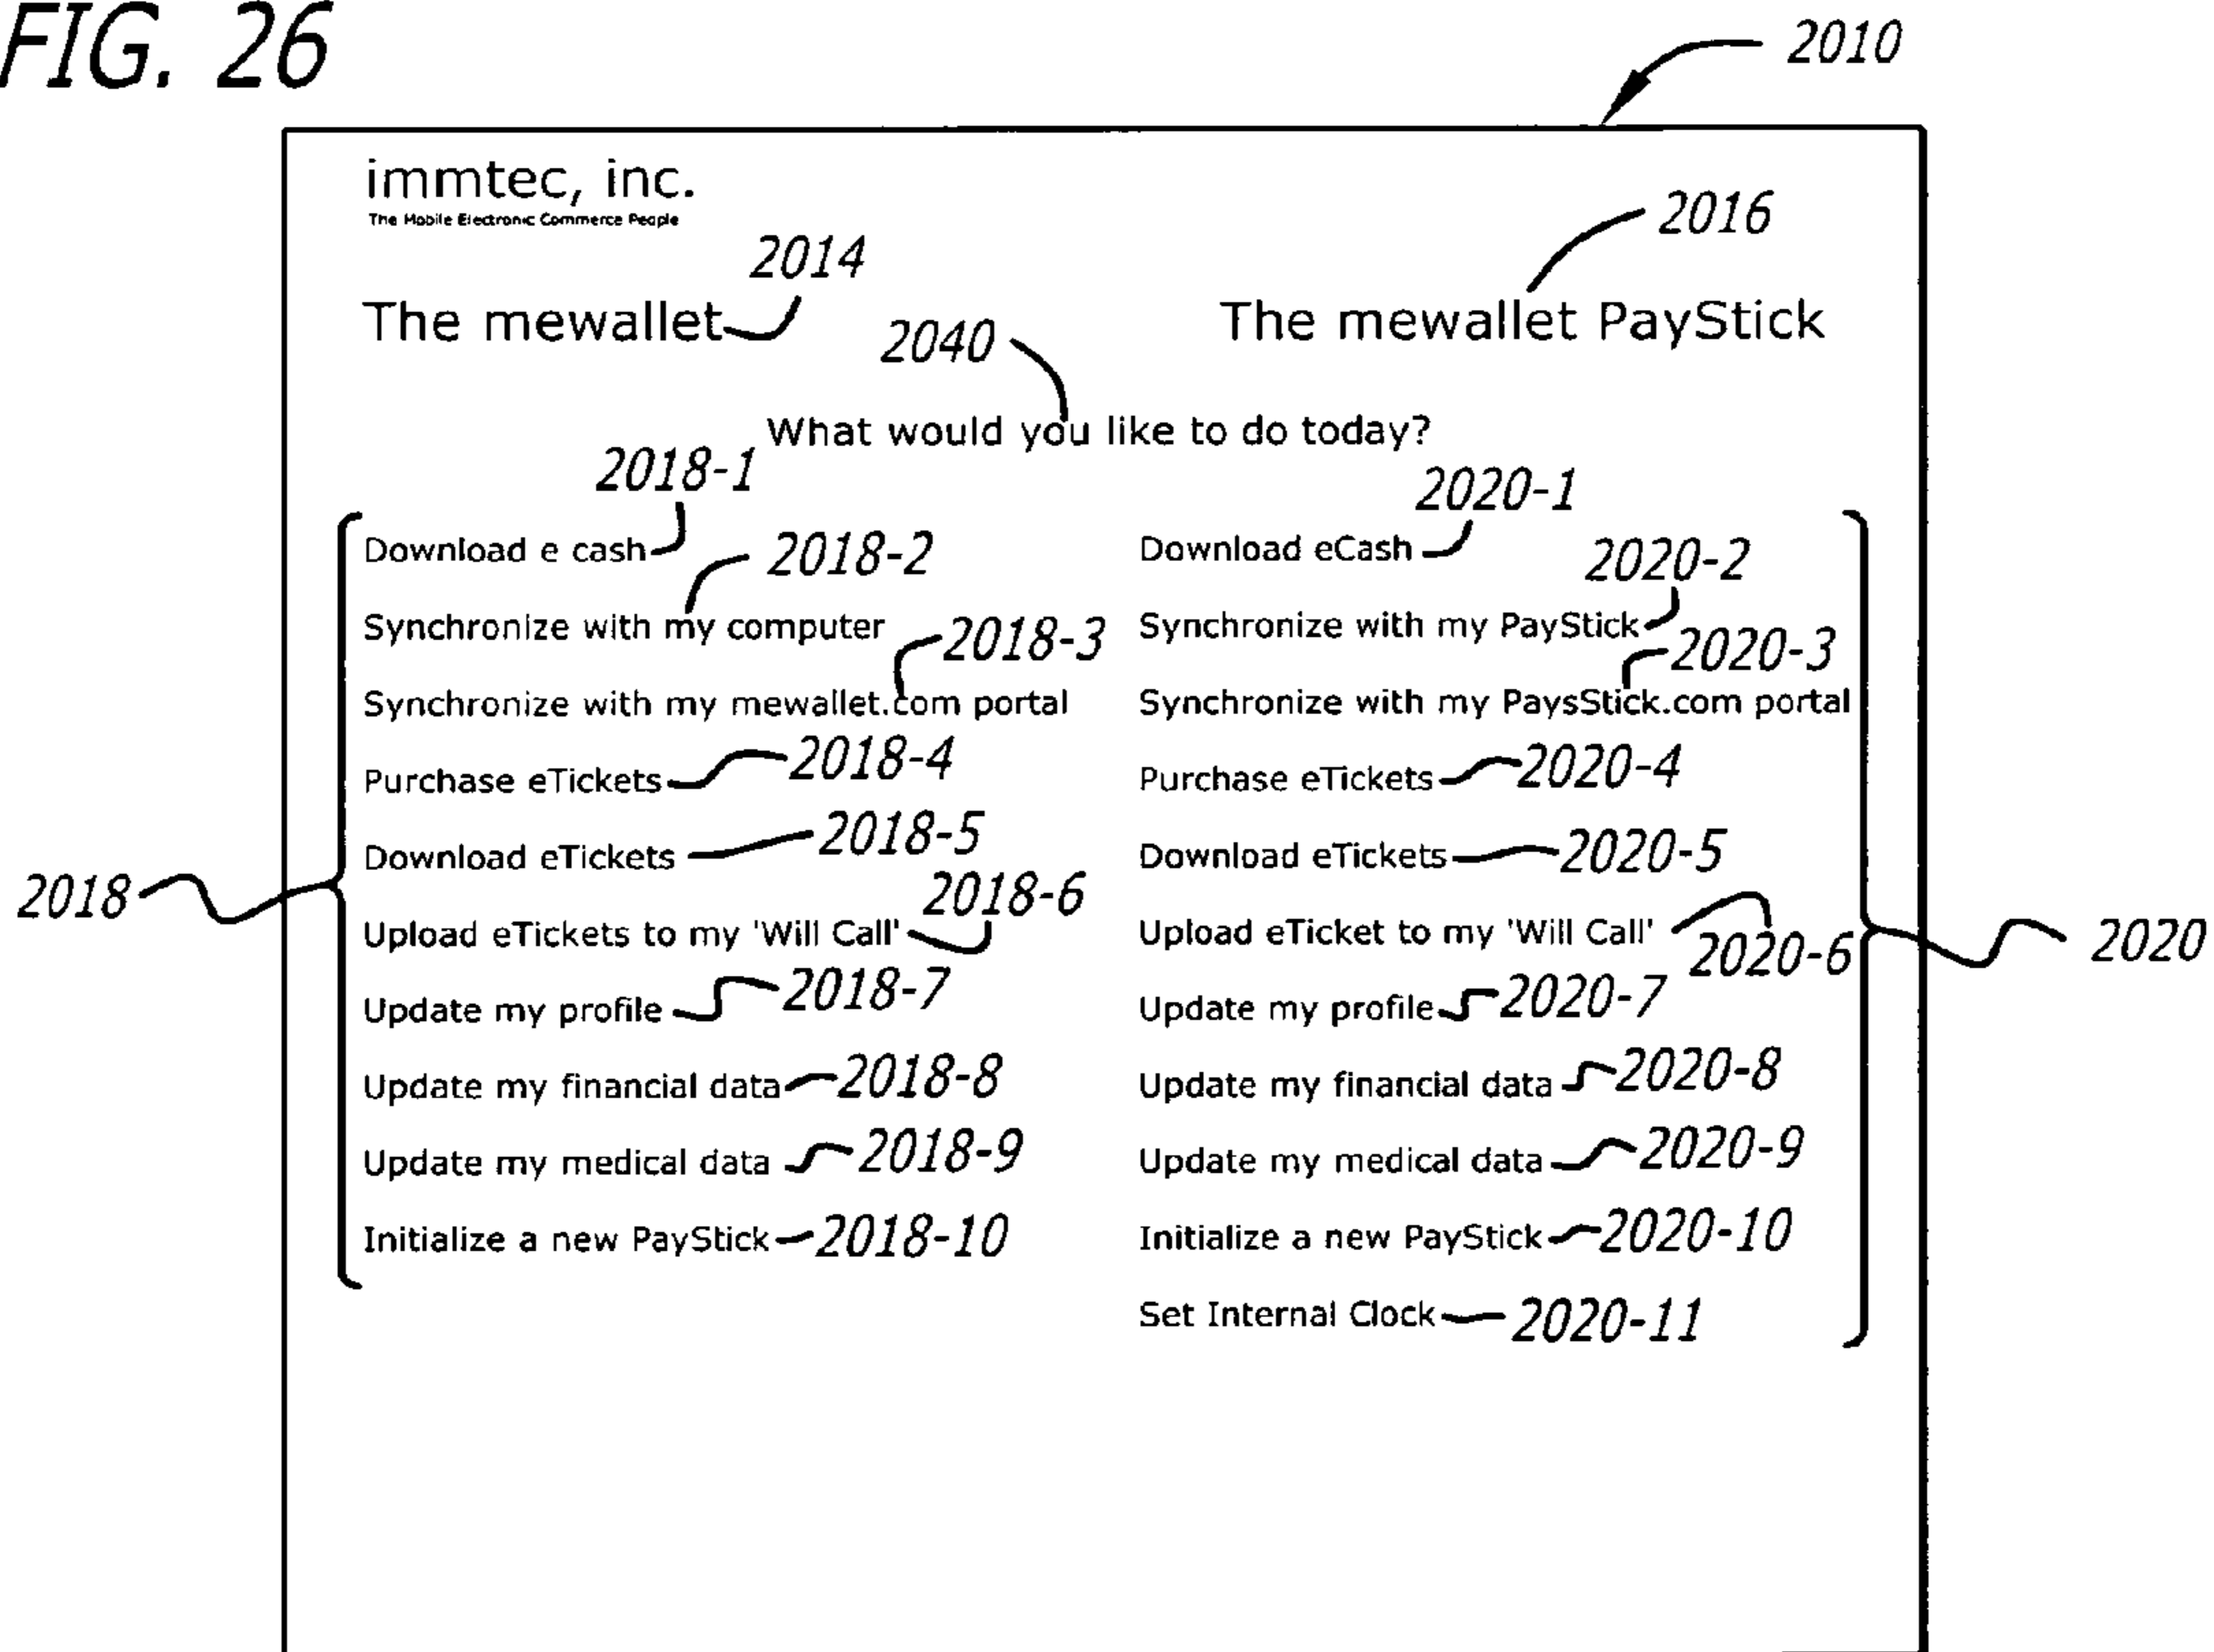 FIG. 26
2010
immtec, inc.
The Mobile Electronic Commerce People
2014
2016
The mewallet
The mewallet PayStick
2040
What would you like to do today?
2018-1
2020-1
Download e cash
2018-2
Download eCash
2020-2
Synchronize with my computer
2018-3
Synchronize with my PayStick
2020-3
Synchronize with my mewallet.com portal
Synchronize with my PaysStick.com portal
Purchase eTickets
2018-4
Purchase eTickets
2020-4
Download eTickets
2018-5
Download eTickets
2020-5
2018
2018-6
Upload eTickets to my 'Will Call'
Upload eTicket to my 'Will Call'
2020-6
2020
Update my profile
2018-7
Update my profile
2020-7
Update my financial data
2018-8
Update my financial data
2020-8
Update my medical data
2018-9
Update my medical data
2020-9
Initialize a new PayStick
2018-10
Initialize a new PayStick
2020-10
Set Internal Clock
2020-11